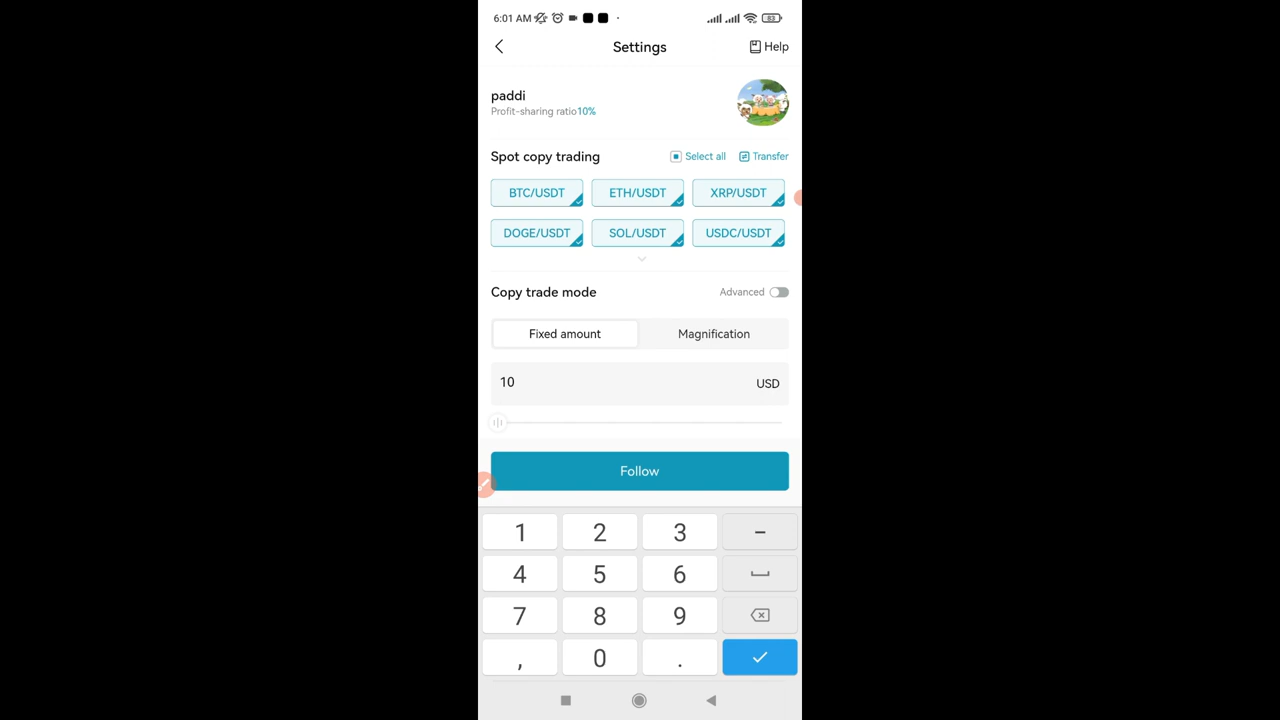 6:01 AM
83
Settings
Help
paddi
Profit-sharing ratio10%
Spot copy trading
Select all
Transfer
BTC/USDT
ETH/USDT
XRP/USDT
DOGE/USDT
SOL/USDT
USDC/USDT
Copy trade mode
Advanced
Fixed amount
Magnification
10
USD
Follow
1 2 3 -
4 5 6
7 8 9
, 0 .